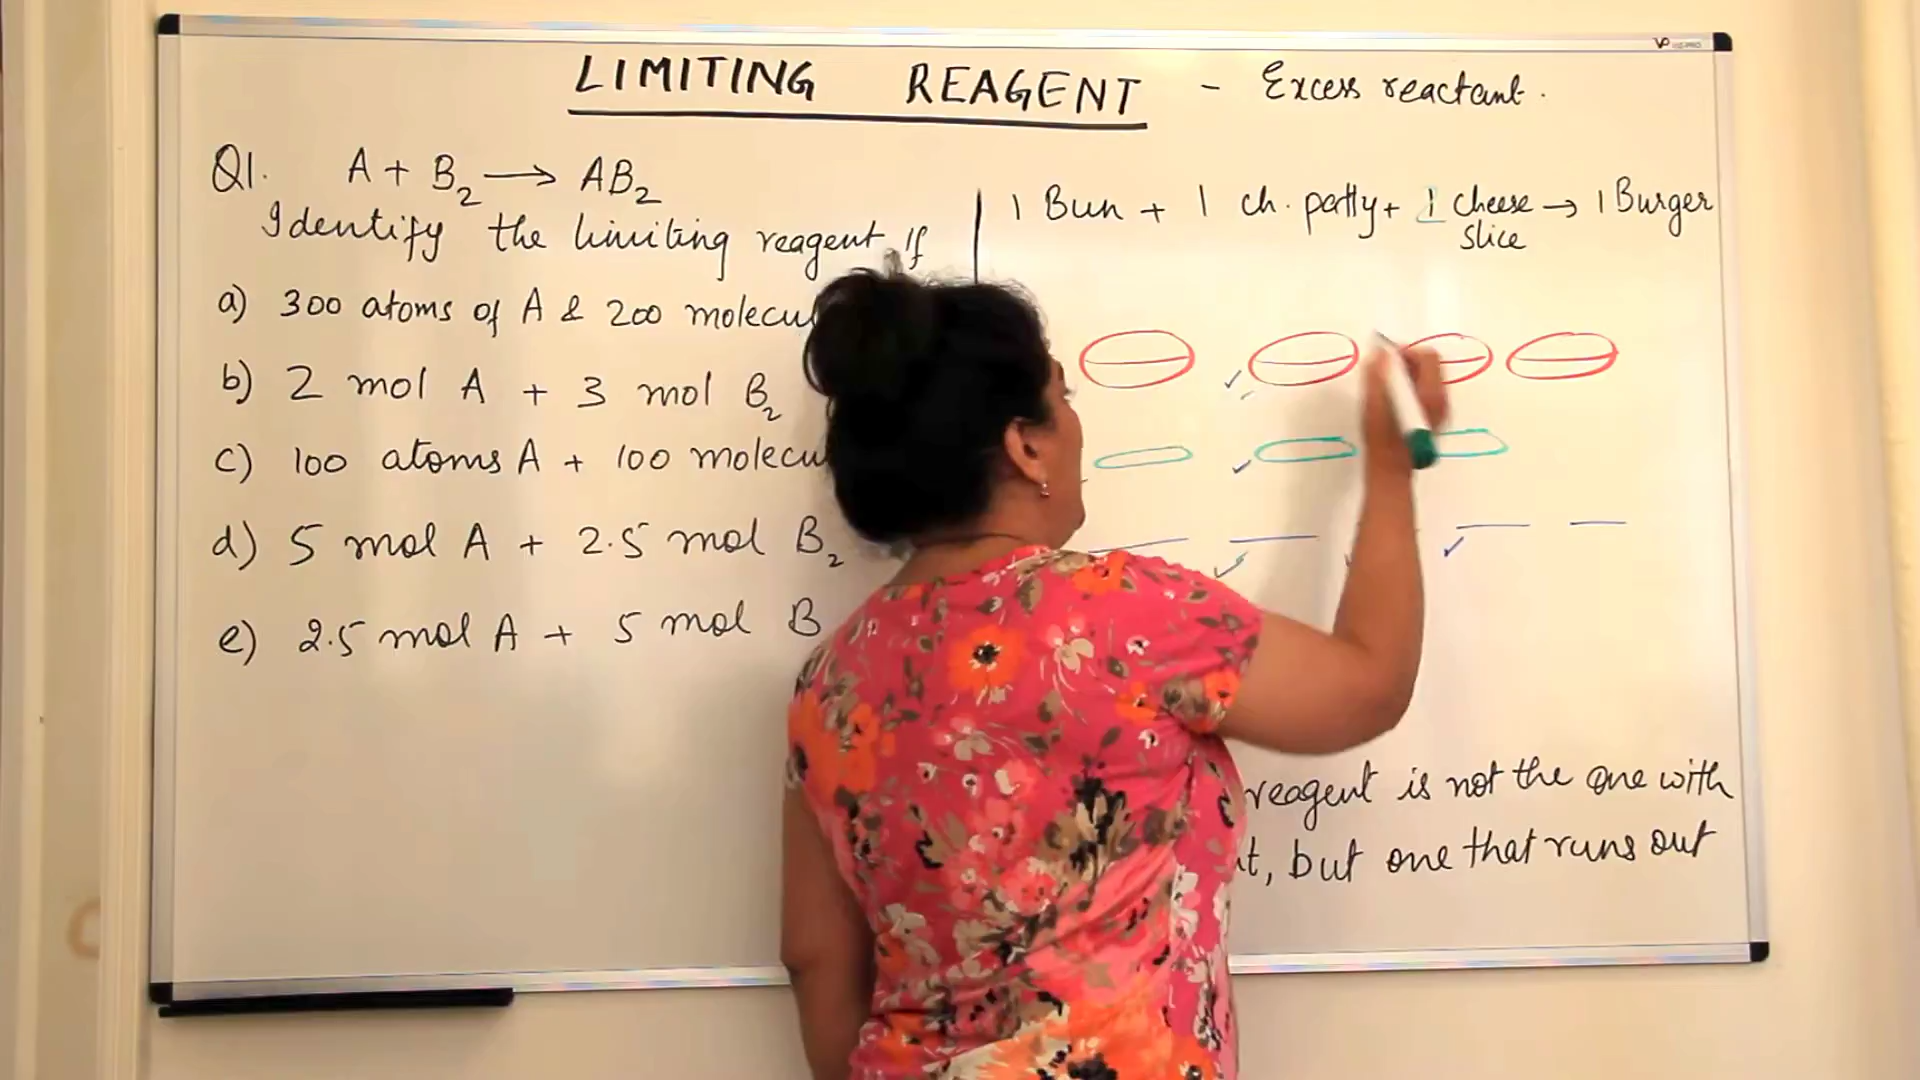 LIMITING REAGENT - Excess reactant.
Q1. A + B₂ → AB₂
Identify the limiting reagent if
a) 300 atoms of A & 200 molecul
b) 2 mol A + 3 mol B₂
c) 100 atoms A + 100 molecul
d) 5 mol A + 2.5 mol B₂
e) 2.5 mol A + 5 mol B
1 Bun + 1 ch. patty + 1 cheese → 1 Burger
slice
reagent is not the one with
t, but one that runs out